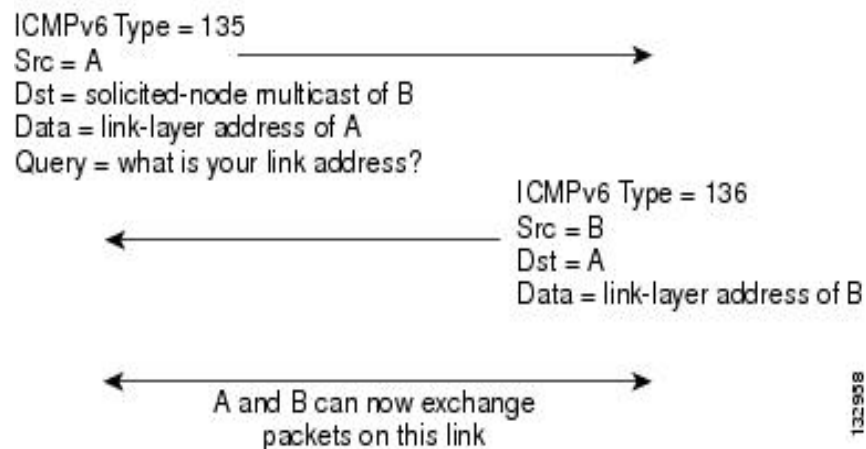 ICMPv6 Type = 135
Src = A
Dst = solicited-node multicast of B
Data = link-layer address of A
Query = what is your link address?
ICMPv6 Type = 136
Src = B
Dst = A
Data = link-layer address of B
A and B can now exchange
packets on this link
132958